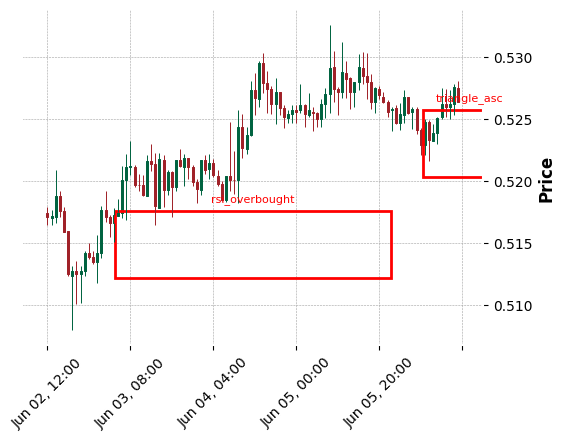 0.530
triangle_asc
0.525
0.520
rsi_overbought
0.515
0.510
Price
Jun 02, 12:00
Jun 03, 08:00
Jun 04, 04:00
Jun 05, 00:00
Jun 05, 20:00